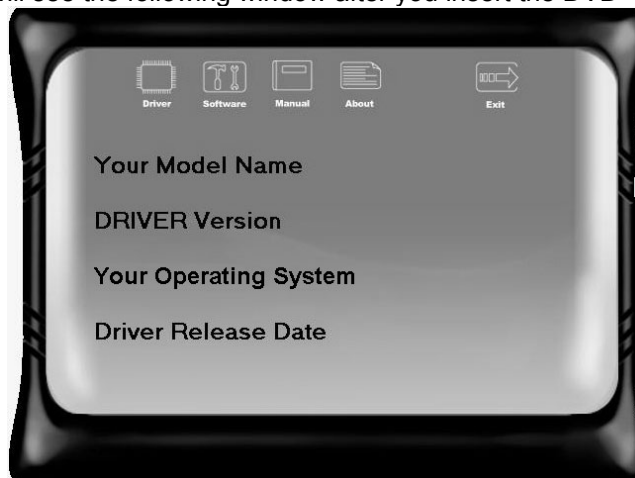 ill see the following window after you insert the DVD
Driver Software Manual About Exit
Your Model Name
DRIVER Version
Your Operating System
Driver Release Date